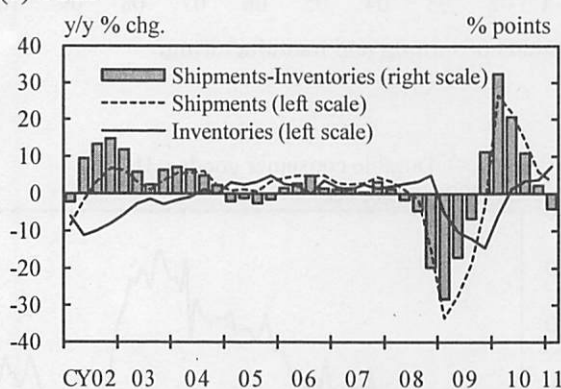 y/y % chg. % points
40 40
30 Shipments-Inventories (right scale) 30
20 Shipments (left scale) 20
10 Inventories (left scale) 10
0 0
-10 -10
-20 -20
-30 -30
-40 -40
CY02 03 04 05 06 07 08 09 10 11